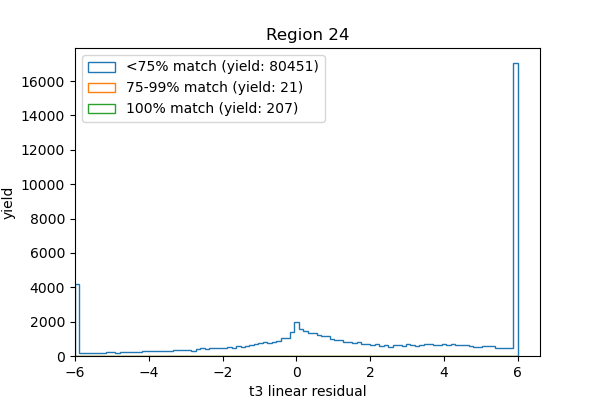 Region 24
<75% match (yield: 80451)
75-99% match (yield: 21)
100% match (yield: 207)
yield
16000
14000
12000
10000
8000
6000
4000
2000
0
−6 −4 −2 0 2 4 6
t3 linear residual